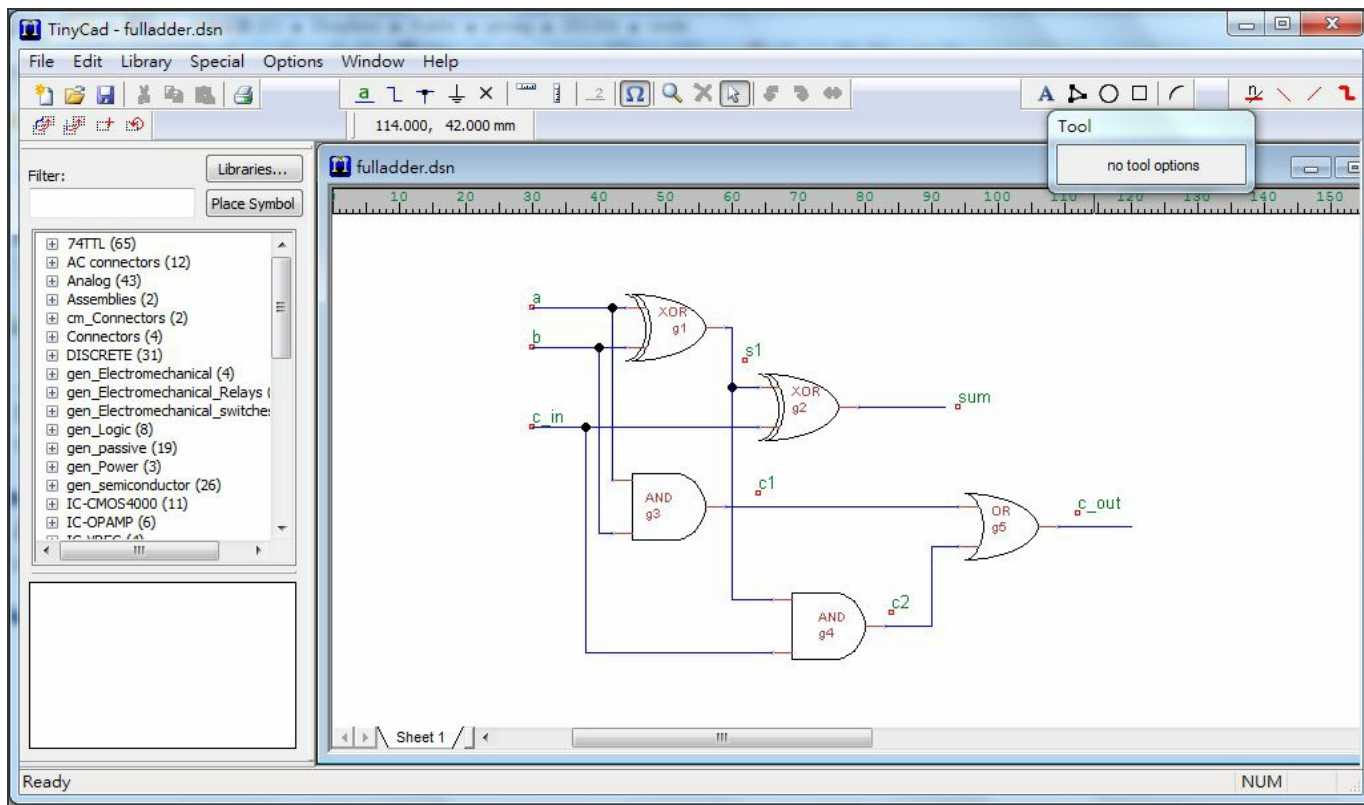 TinyCad - fulladder.dsn
File Edit Library Special Options Window Help
114.000, 42.000 mm
Tool
no tool options
Filter:
Libraries...
Place Symbol
74TTL (65)
AC connectors (12)
Analog (43)
Assemblies (2)
cm_Connectors (2)
Connectors (4)
DISCRETE (31)
gen_Electromechanical (4)
gen_Electromechanical_Relays (
gen_Electromechanical_switche
gen_Logic (8)
gen_passive (19)
gen_Power (3)
gen_semiconductor (26)
IC-CMOS4000 (11)
IC-OPAMP (6)
fulladder.dsn
10 20 30 40 50 60 70 80 90 100 110 120 130 140 150
a
XOR
g1
b
s1
XOR
g2
sum
c_in
AND
g3
c1
OR
g5
c_out
AND
g4
c2
Sheet 1
Ready
NUM